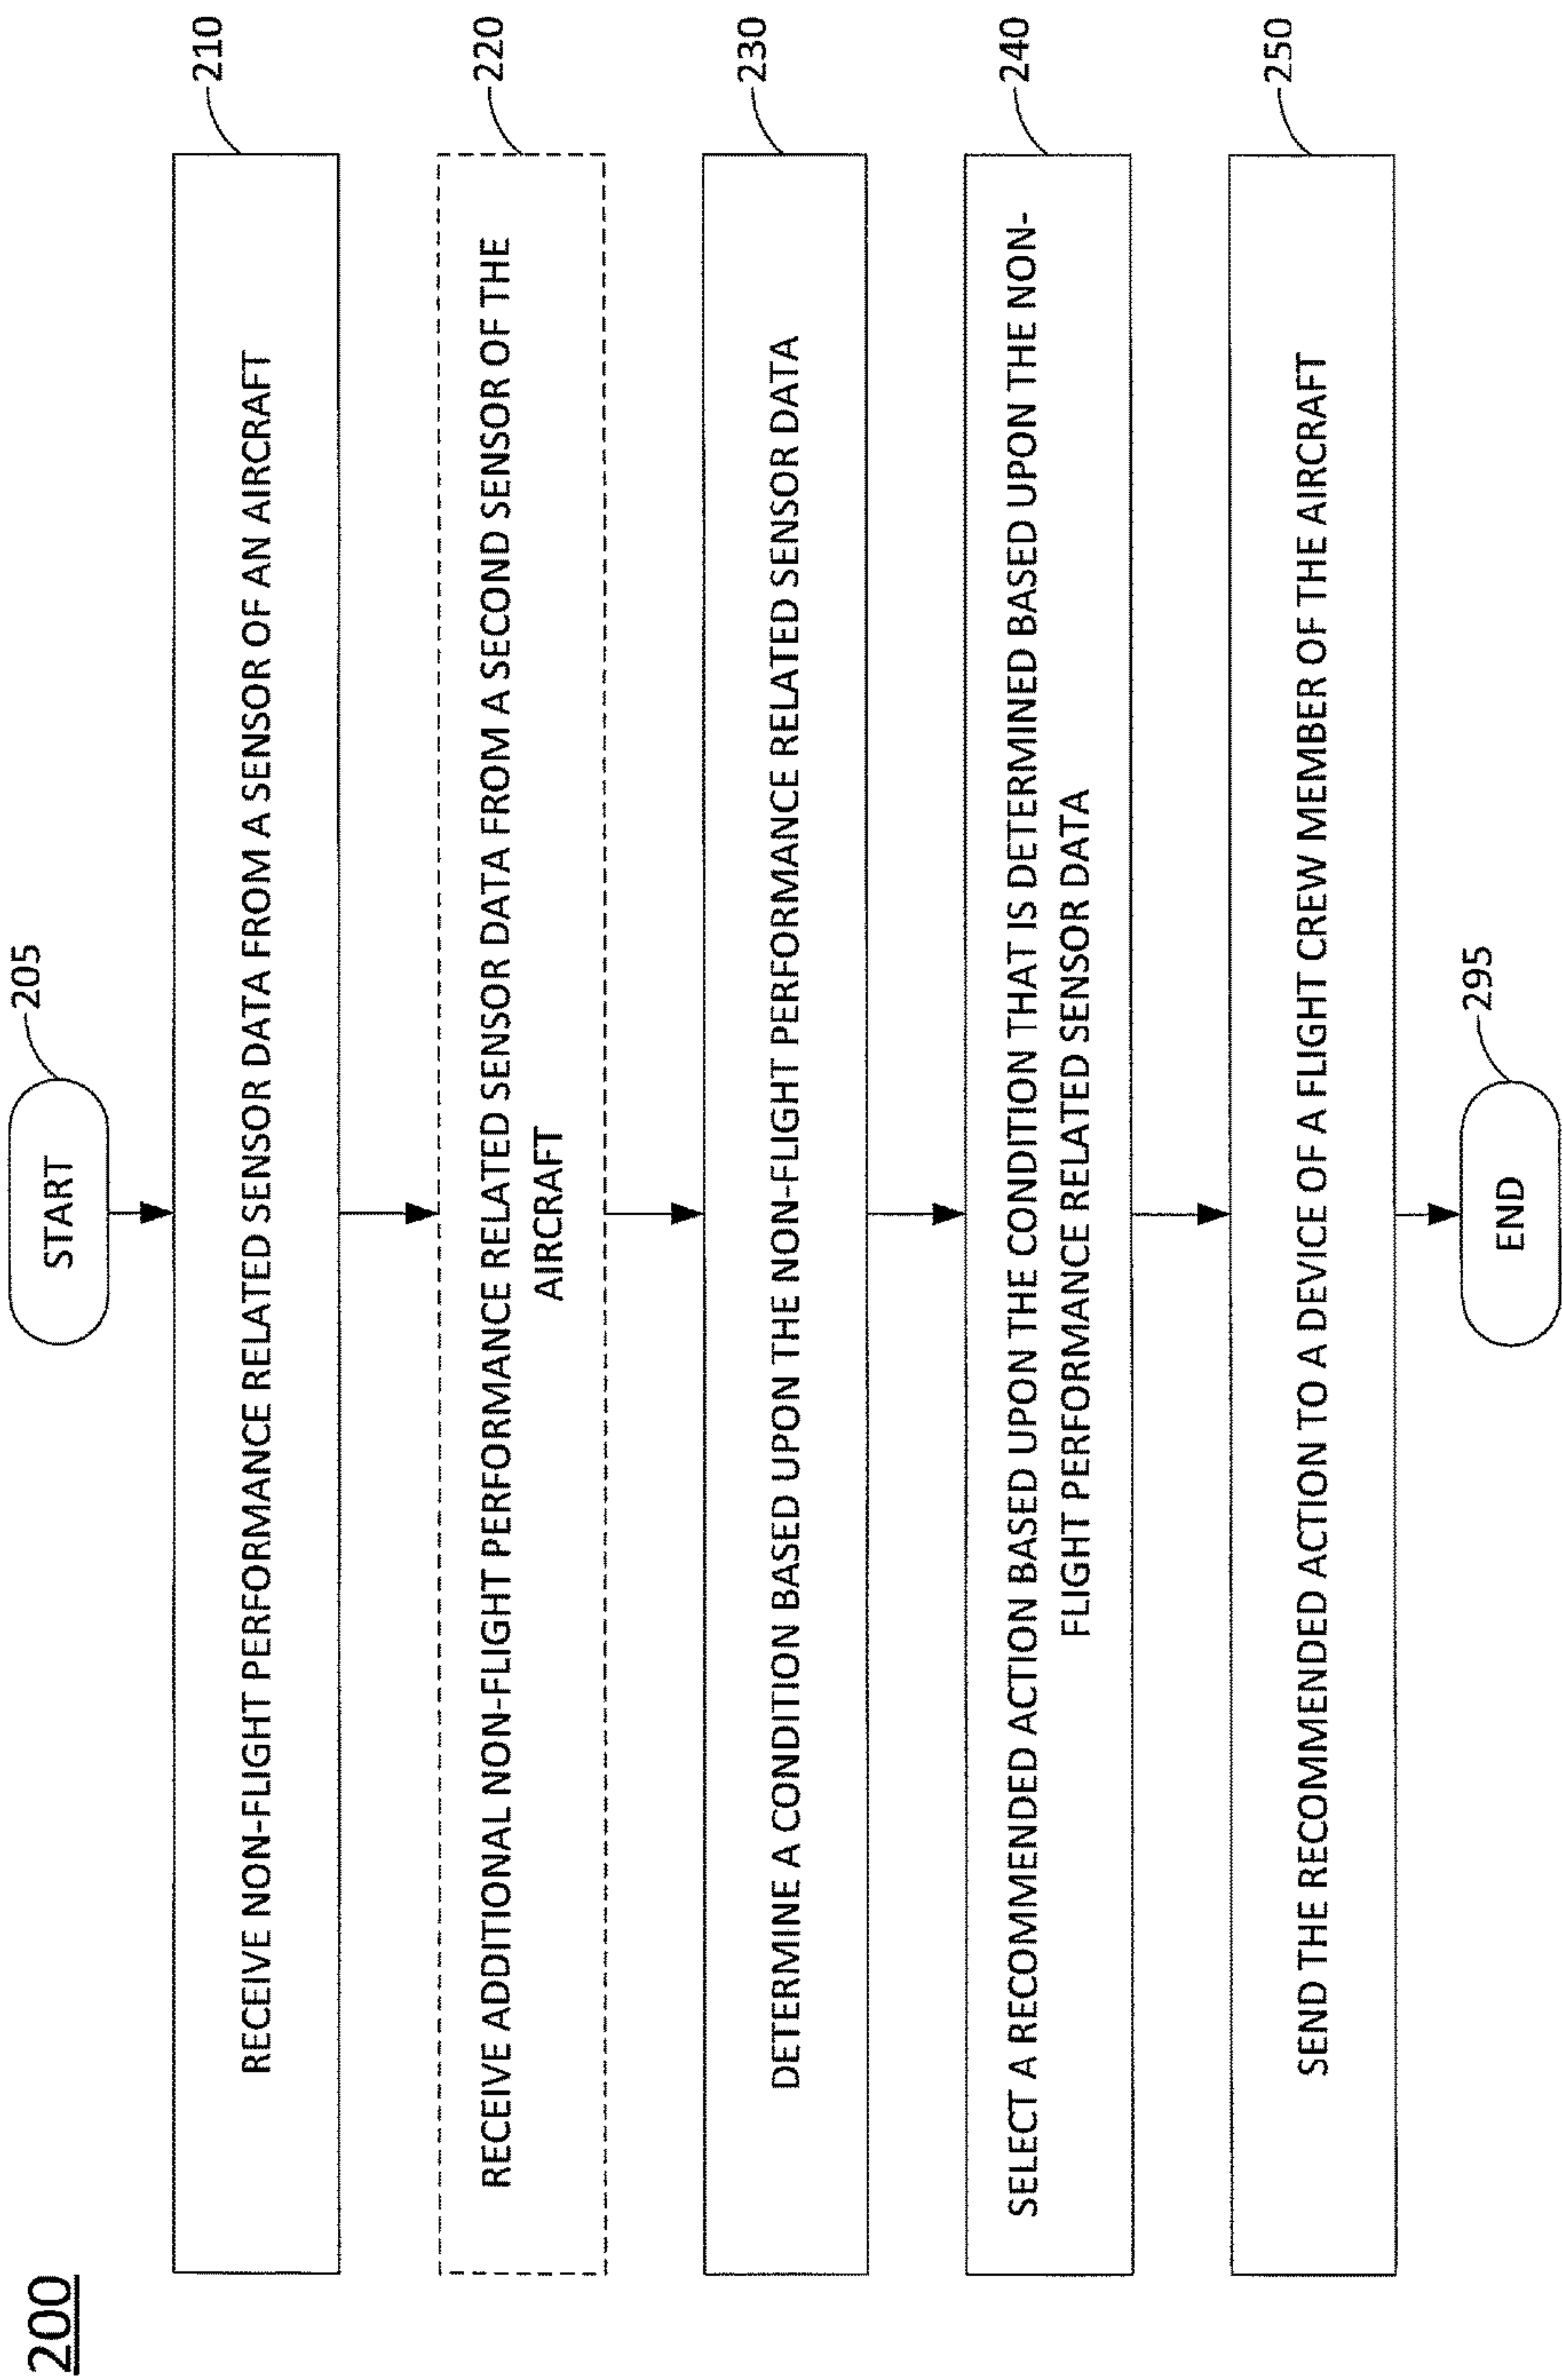 200
START
205
RECEIVE NON-FLIGHT PERFORMANCE RELATED SENSOR DATA FROM A SENSOR OF AN AIRCRAFT
210
RECEIVE ADDITIONAL NON-FLIGHT PERFORMANCE RELATED SENSOR DATA FROM A SECOND SENSOR OF THE
AIRCRAFT
220
DETERMINE A CONDITION BASED UPON THE NON-FLIGHT PERFORMANCE RELATED SENSOR DATA
230
SELECT A RECOMMENDED ACTION BASED UPON THE CONDITION THAT IS DETERMINED BASED UPON THE NON-
FLIGHT PERFORMANCE RELATED SENSOR DATA
240
SEND THE RECOMMENDED ACTION TO A DEVICE OF A FLIGHT CREW MEMBER OF THE AIRCRAFT
250
END
295